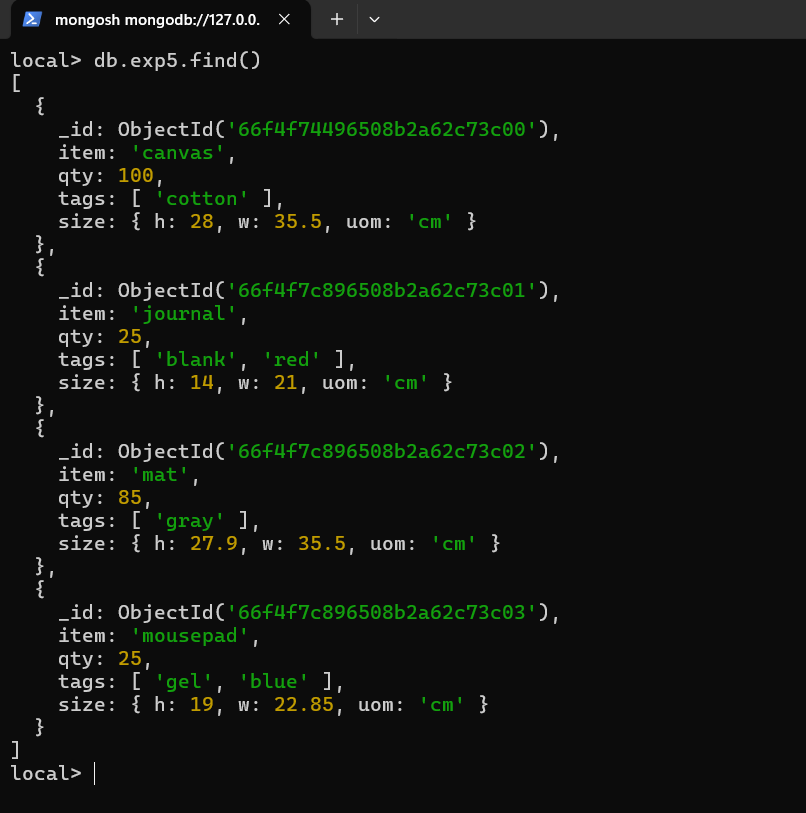 mongosh mongodb://127.0.0.
local> db.exp5.find()
[
  {
    _id: ObjectId('66f4f74496508b2a62c73c00'),
    item: 'canvas',
    qty: 100,
    tags: [ 'cotton' ],
    size: { h: 28, w: 35.5, uom: 'cm' }
  },
  {
    _id: ObjectId('66f4f7c896508b2a62c73c01'),
    item: 'journal',
    qty: 25,
    tags: [ 'blank', 'red' ],
    size: { h: 14, w: 21, uom: 'cm' }
  },
  {
    _id: ObjectId('66f4f7c896508b2a62c73c02'),
    item: 'mat',
    qty: 85,
    tags: [ 'gray' ],
    size: { h: 27.9, w: 35.5, uom: 'cm' }
  },
  {
    _id: ObjectId('66f4f7c896508b2a62c73c03'),
    item: 'mousepad',
    qty: 25,
    tags: [ 'gel', 'blue' ],
    size: { h: 19, w: 22.85, uom: 'cm' }
  }
]
local>